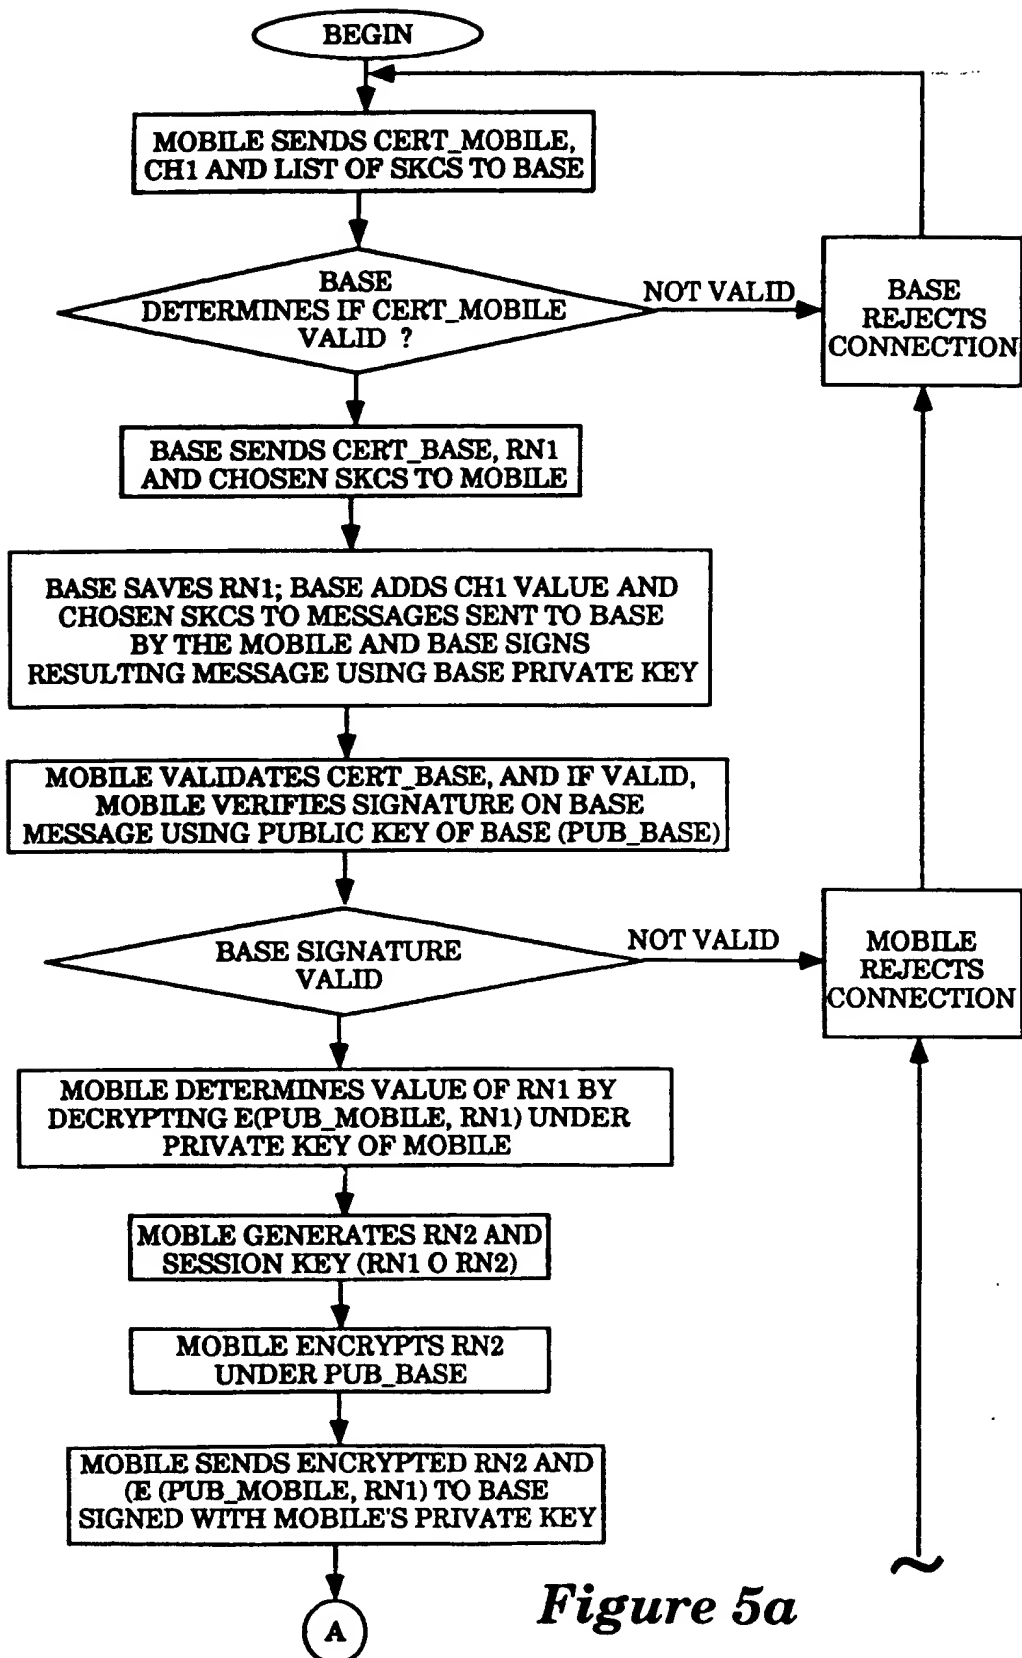 BEGIN
MOBILE SENDS CERT_MOBILE,
CH1 AND LIST OF SKCS TO BASE
BASE
DETERMINES IF CERT_MOBILE
VALID ?
NOT VALID
BASE
REJECTS
CONNECTION
BASE SENDS CERT_BASE, RN1
AND CHOSEN SKCS TO MOBILE
BASE SAVES RN1; BASE ADDS CH1 VALUE AND
CHOSEN SKCS TO MESSAGES SENT TO BASE
BY THE MOBILE AND BASE SIGNS
RESULTING MESSAGE USING BASE PRIVATE KEY
MOBILE VALIDATES CERT_BASE, AND IF VALID,
MOBILE VERIFIES SIGNATURE ON BASE
MESSAGE USING PUBLIC KEY OF BASE (PUB_BASE)
BASE SIGNATURE
VALID
NOT VALID
MOBILE
REJECTS
CONNECTION
MOBILE DETERMINES VALUE OF RN1 BY
DECRYPTING E(PUB_MOBILE, RN1) UNDER
PRIVATE KEY OF MOBILE
MOBLE GENERATES RN2 AND
SESSION KEY (RN1 O RN2)
MOBILE ENCRYPTS RN2
UNDER PUB_BASE
MOBILE SENDS ENCRYPTED RN2 AND
(E (PUB_MOBILE, RN1) TO BASE
SIGNED WITH MOBILE'S PRIVATE KEY
A
Figure 5a